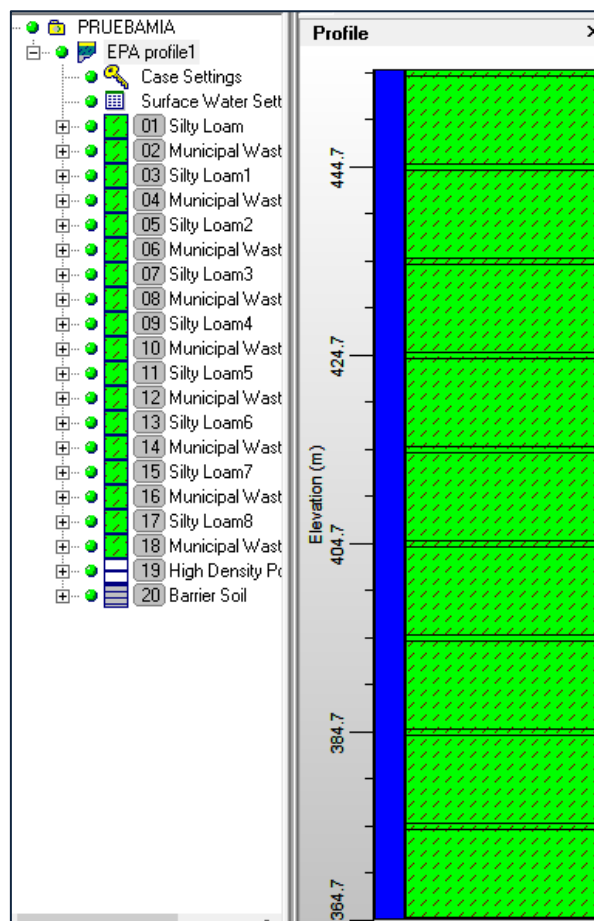 PRUEBAMIA
EPA profile1
Case Settings
Surface Water Sett
01 Silty Loam
02 Municipal Wast
03 Silty Loam1
04 Municipal Wast
05 Silty Loam2
06 Municipal Wast
07 Silty Loam3
08 Municipal Wast
09 Silty Loam4
10 Municipal Wast
11 Silty Loam5
12 Municipal Wast
13 Silty Loam6
14 Municipal Wast
15 Silty Loam7
16 Municipal Wast
17 Silty Loam8
18 Municipal Wast
19 High Density Po
20 Barrier Soil
Profile
444.7
424.7
404.7
384.7
364.7
Elevation (m)